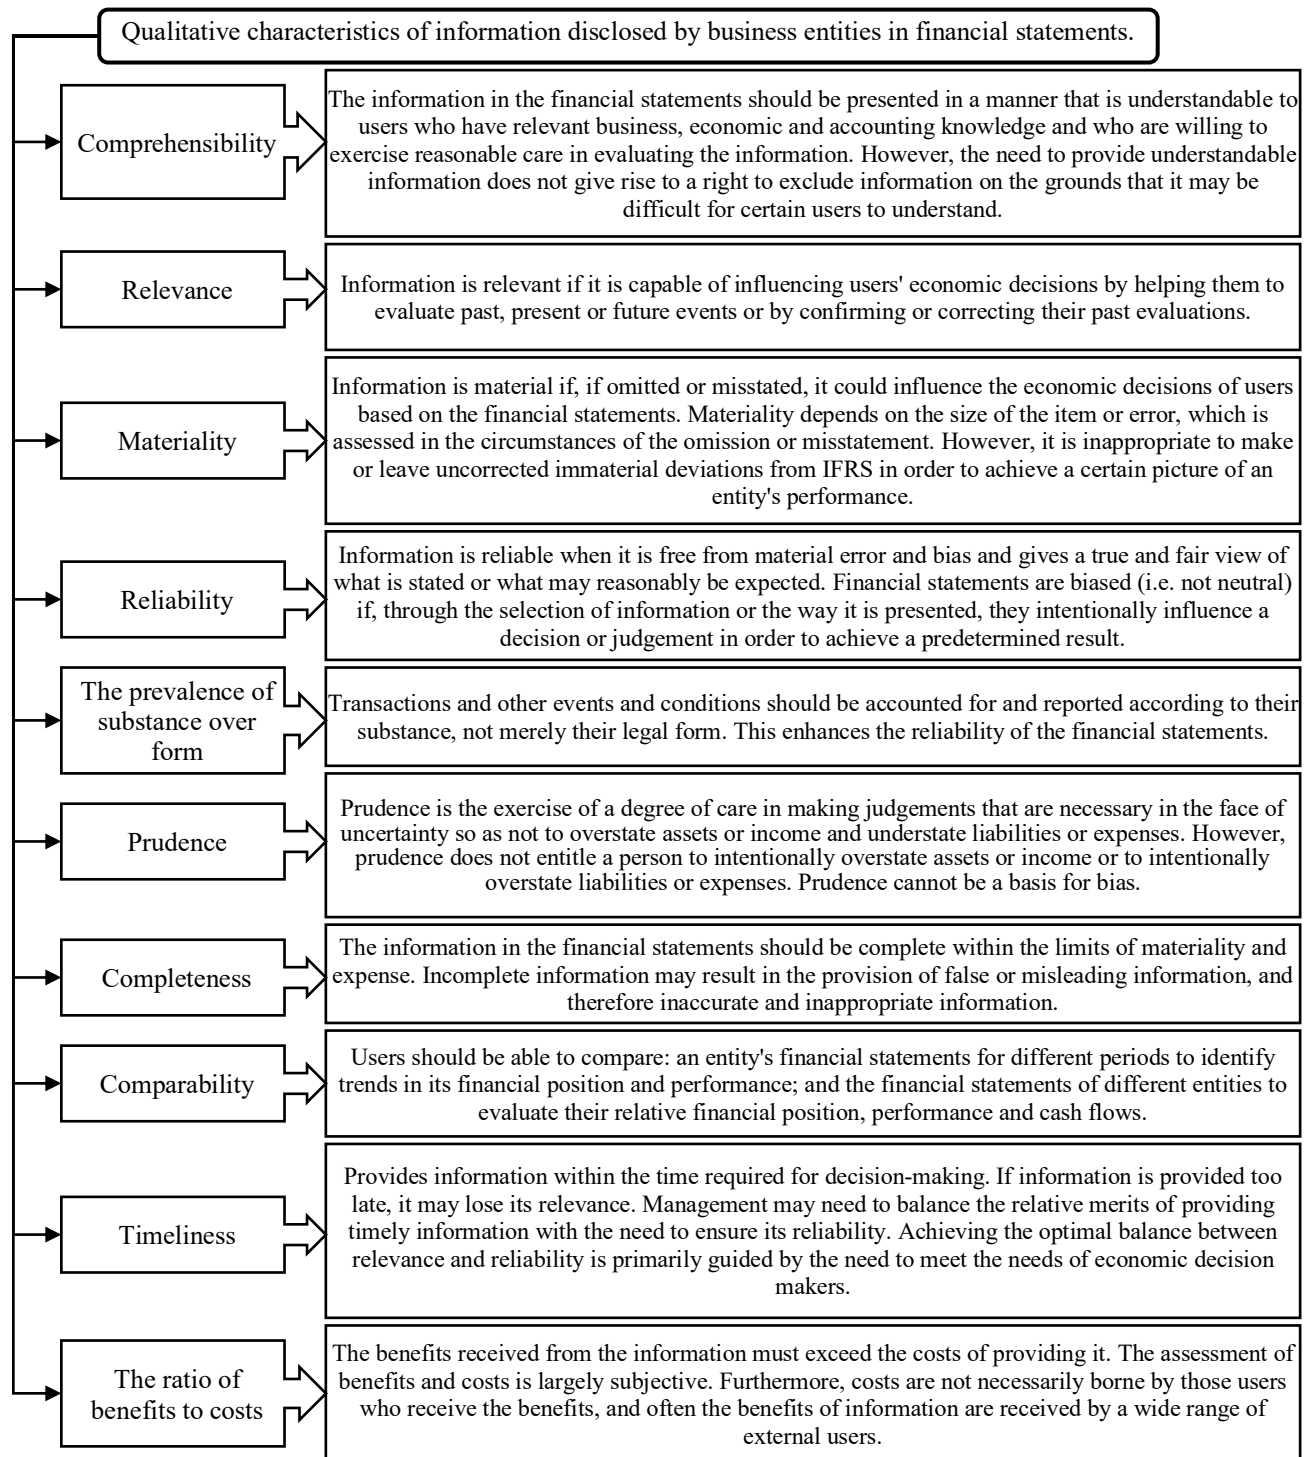 Qualitative characteristics of information disclosed by business entities in financial statements.
Comprehensibility
The information in the financial statements should be presented in a manner that is understandable to
users who have relevant business, economic and accounting knowledge and who are willing to
exercise reasonable care in evaluating the information. However, the need to provide understandable
information does not give rise to a right to exclude information on the grounds that it may be
difficult for certain users to understand.
Relevance
Information is relevant if it is capable of influencing users' economic decisions by helping them to
evaluate past, present or future events or by confirming or correcting their past evaluations.
Materiality
Information is material if, if omitted or misstated, it could influence the economic decisions of users
based on the financial statements. Materiality depends on the size of the item or error, which is
assessed in the circumstances of the omission or misstatement. However, it is inappropriate to make
or leave uncorrected immaterial deviations from IFRS in order to achieve a certain picture of an
entity's performance.
Reliability
Information is reliable when it is free from material error and bias and gives a true and fair view of
what is stated or what may reasonably be expected. Financial statements are biased (i.e. not neutral)
if, through the selection of information or the way it is presented, they intentionally influence a
decision or judgement in order to achieve a predetermined result.
The prevalence of
substance over
form
Transactions and other events and conditions should be accounted for and reported according to their
substance, not merely their legal form. This enhances the reliability of the financial statements.
Prudence
Prudence is the exercise of a degree of care in making judgements that are necessary in the face of
uncertainty so as not to overstate assets or income and understate liabilities or expenses. However,
prudence does not entitle a person to intentionally overstate assets or income or to intentionally
overstate liabilities or expenses. Prudence cannot be a basis for bias.
Completeness
The information in the financial statements should be complete within the limits of materiality and
expense. Incomplete information may result in the provision of false or misleading information, and
therefore inaccurate and inappropriate information.
Comparability
Users should be able to compare: an entity's financial statements for different periods to identify
trends in its financial position and performance; and the financial statements of different entities to
evaluate their relative financial position, performance and cash flows.
Timeliness
Provides information within the time required for decision-making. If information is provided too
late, it may lose its relevance. Management may need to balance the relative merits of providing
timely information with the need to ensure its reliability. Achieving the optimal balance between
relevance and reliability is primarily guided by the need to meet the needs of economic decision
makers.
The ratio of
benefits to costs
The benefits received from the information must exceed the costs of providing it. The assessment of
benefits and costs is largely subjective. Furthermore, costs are not necessarily borne by those users
who receive the benefits, and often the benefits of information are received by a wide range of
external users.